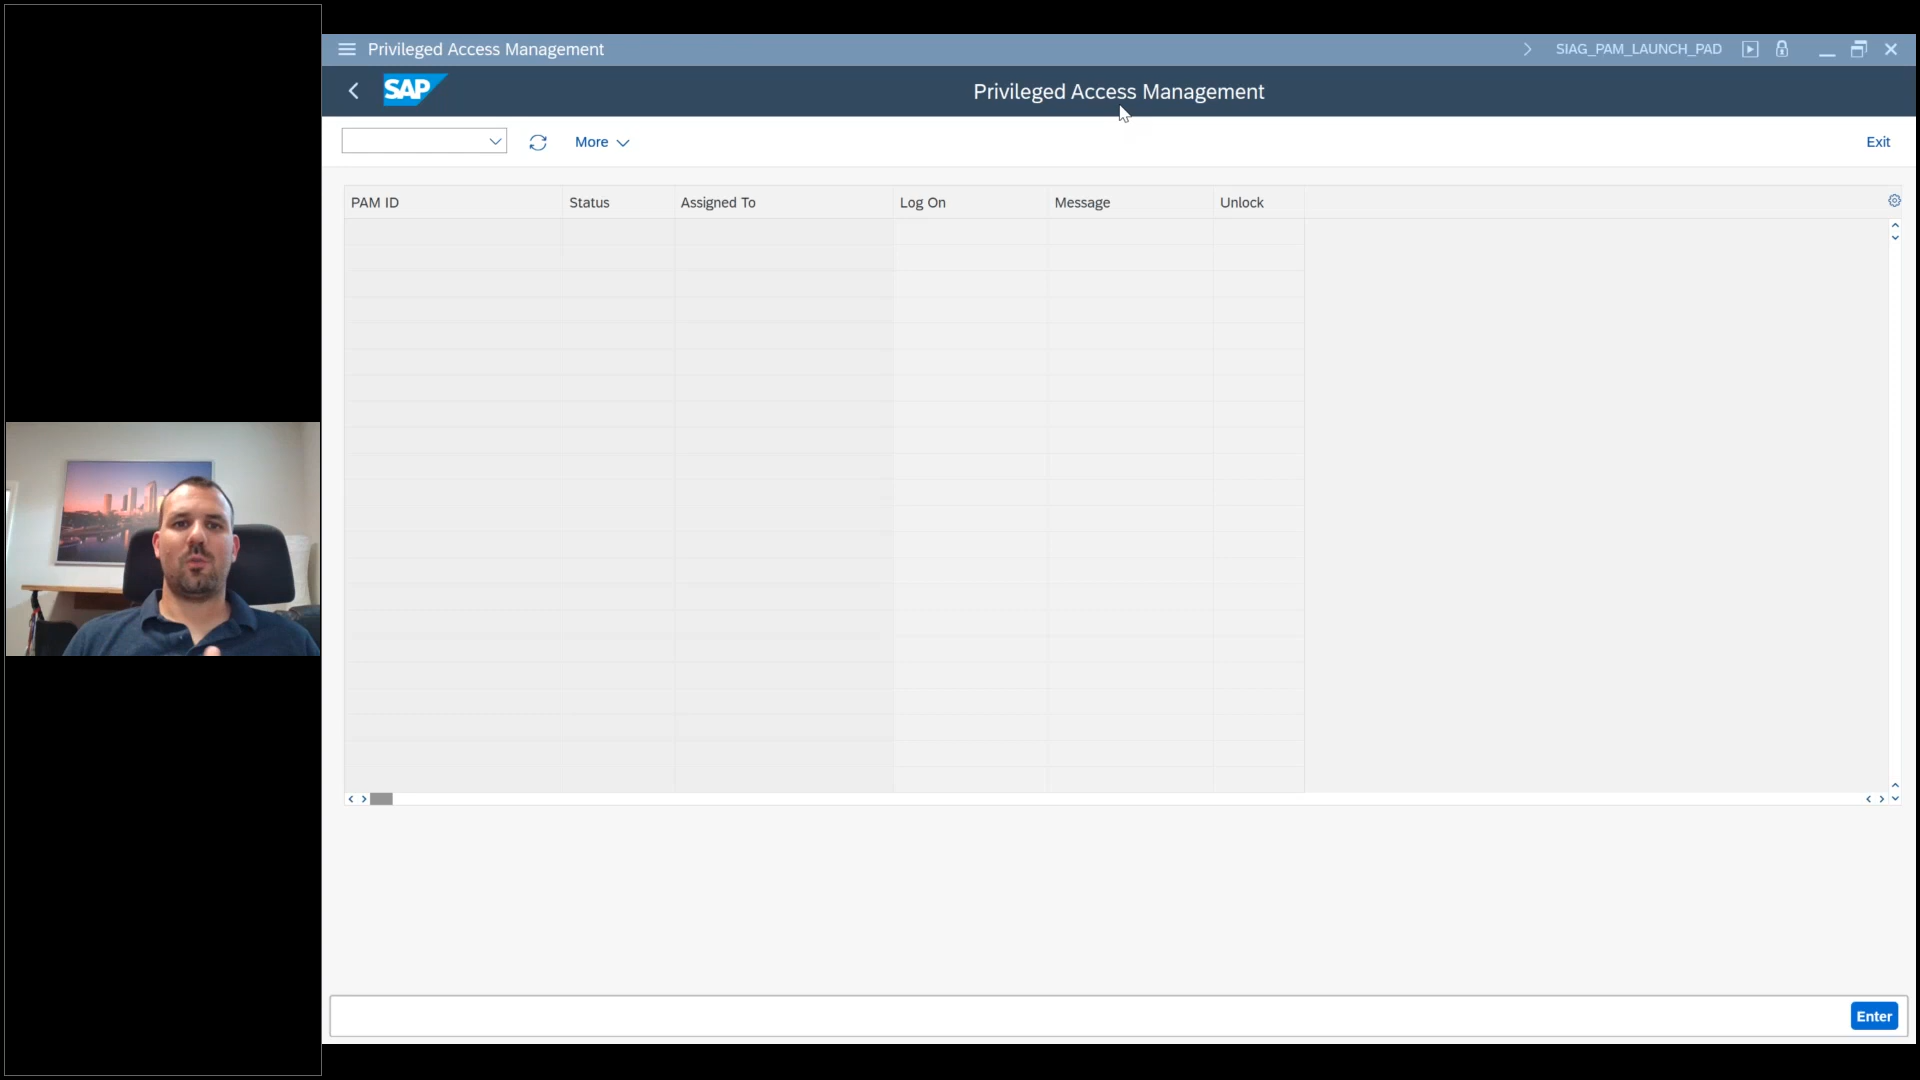 Privileged Access Management
SIAG_PAM_LAUNCH_PAD
SAP
Privileged Access Management
More
Exit
PAM ID
Status
Assigned To
Log On
Message
Unlock
Enter